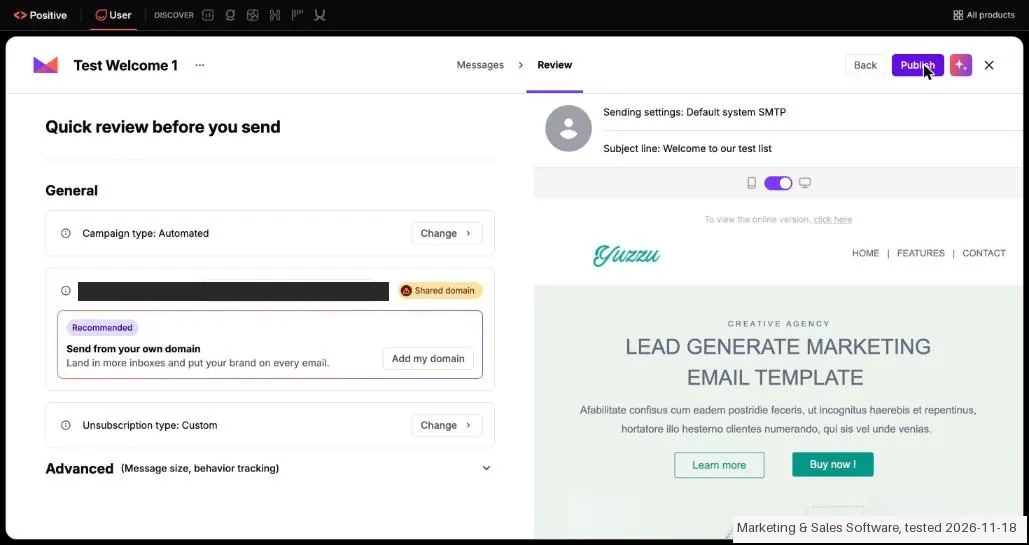 Positive
User
DISCOVER
All products
Test Welcome 1
...
Messages > Review
Back
Publish
Quick review before you send
Sending settings: Default system SMTP
Subject line: Welcome to our test list
General
Campaign type: Automated
Change >
Shared domain
Recommended
Send from your own domain
Land in more inboxes and put your brand on every email.
Add my domain
Unsubscription type: Custom
Change >
Advanced (Message size, behavior tracking)
To view the online version, click here
Yuzzu
HOME | FEATURES | CONTACT
CREATIVE AGENCY
LEAD GENERATE MARKETING
EMAIL TEMPLATE
Afabilitate confisus cum eadem postridie feceris, ut incognitus haerebis et repentinus,
hortatore illo hesterno clientes numerando, qui sis vel unde venias.
Learn more
Buy now !
Marketing & Sales Software, tested 2026-11-18